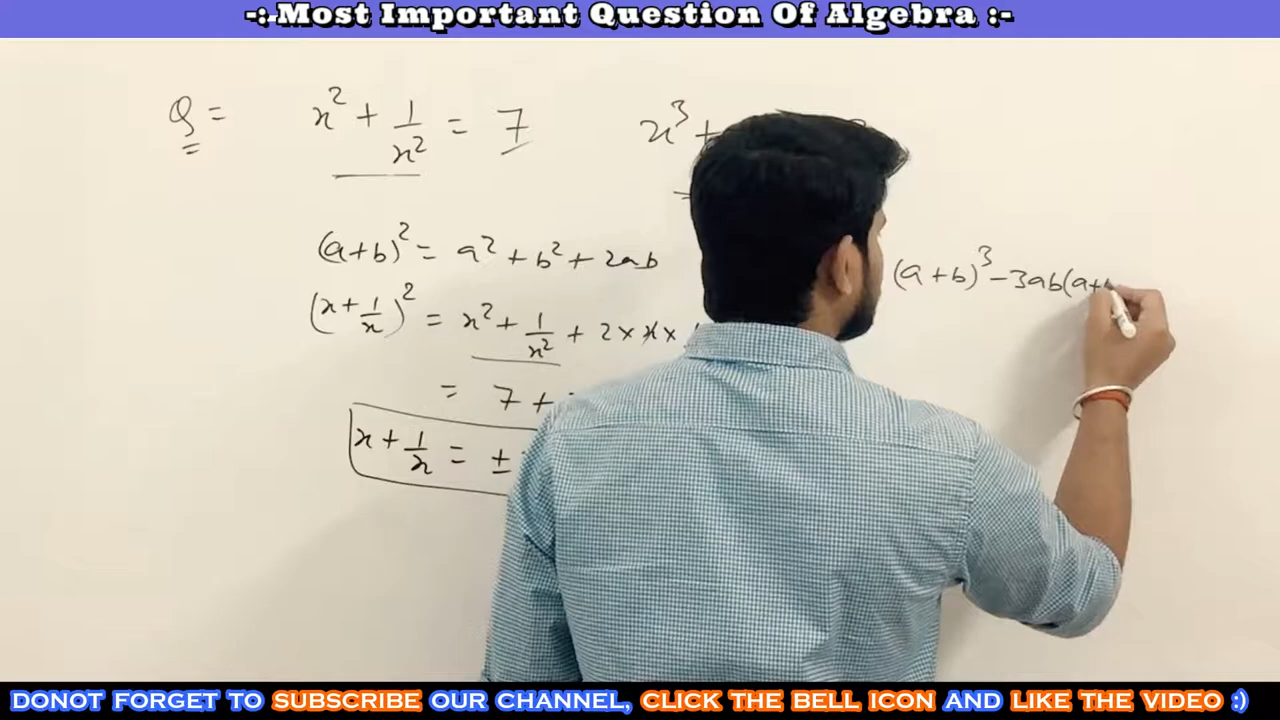 -:-Most Important Question Of Algebra :-
Q = x² + 1/x² = 7 x³ +
(a+b)² = a² + b² + 2ab
(a+b)³ - 3ab(a+b
(x + 1/x)² = x² + 1/x² + 2 × x ×
= 7 +
x + 1/x = ±
DONOT FORGET TO SUBSCRIBE OUR CHANNEL, CLICK THE BELL ICON AND LIKE THE VIDEO :)